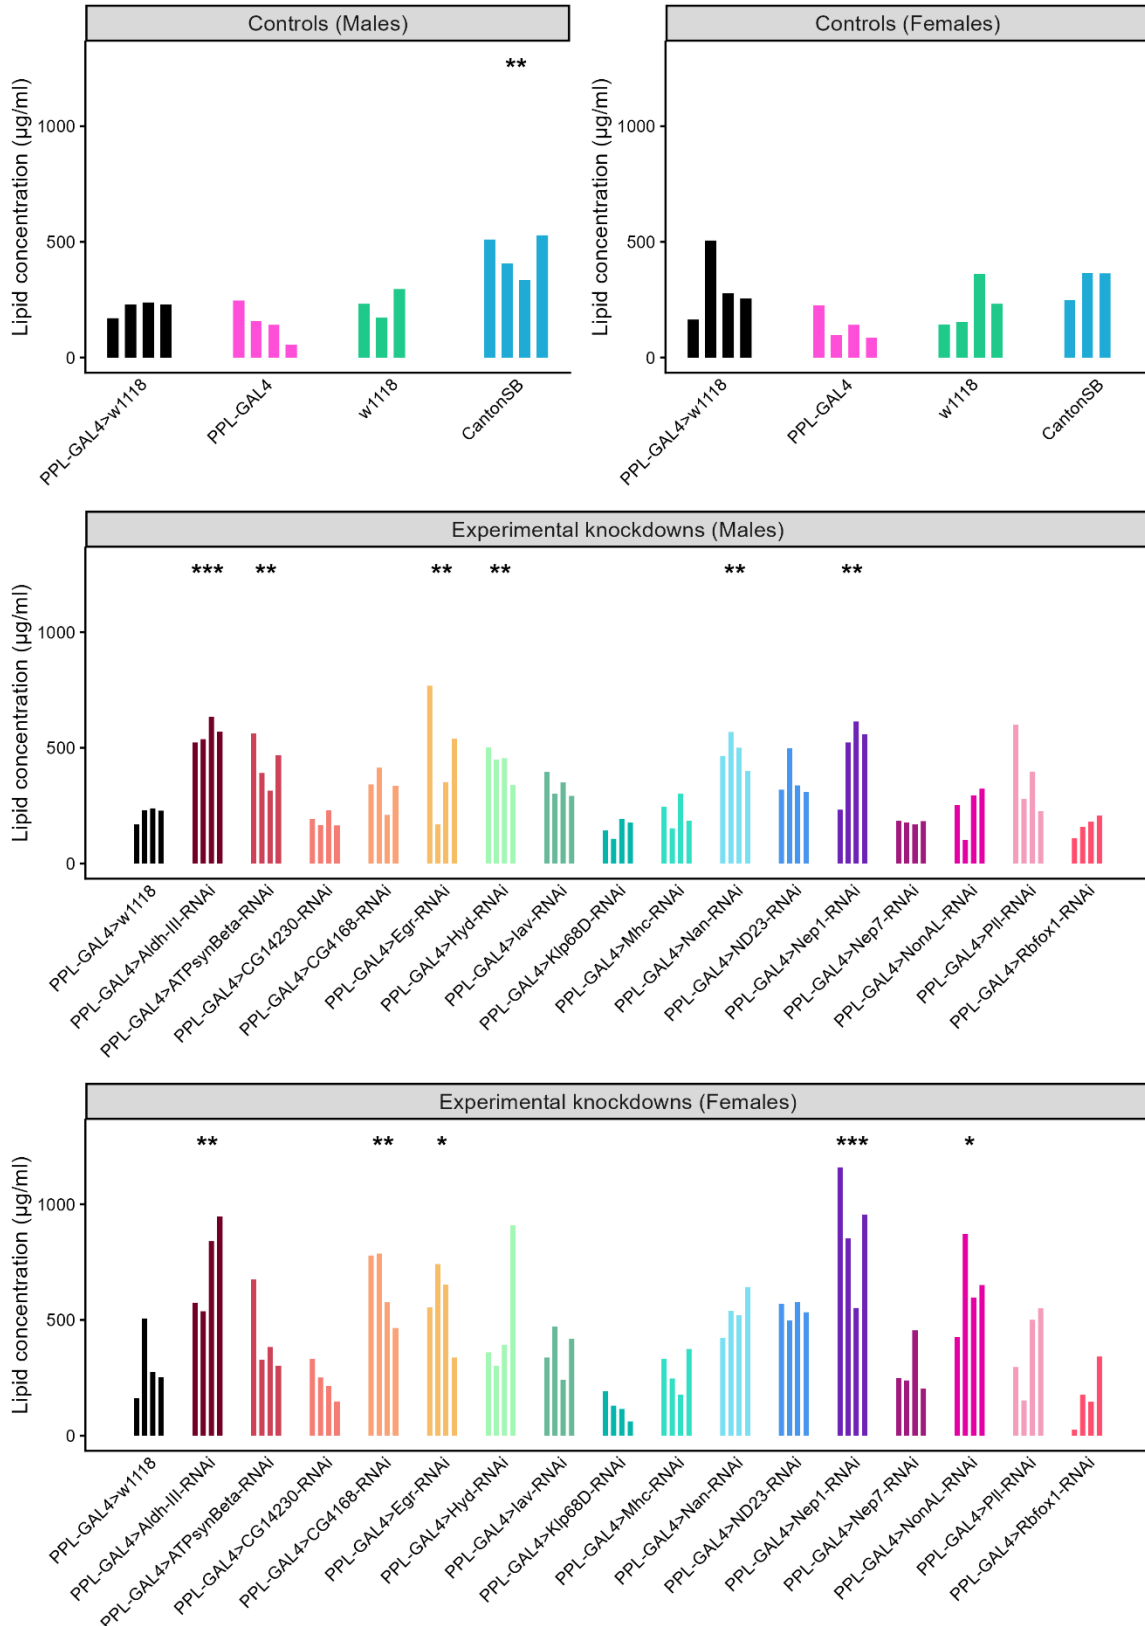 Controls (Males)
Controls (Females)
**
Lipid concentration (µg/ml)
1000
500
0
PPL-GAL4>w1118
PPL-GAL4
w1118
CantonSB
Lipid concentration (µg/ml)
1000
500
0
PPL-GAL4>w1118
PPL-GAL4
w1118
CantonSB
Experimental knockdowns (Males)
*** ** ** ** ** **
Lipid concentration (µg/ml)
1000
500
0
PPL-GAL4>w1118
PPL-GAL4>Aldh-III-RNAi
PPL-GAL4>ATPsynBeta-RNAi
PPL-GAL4>CG14230-RNAi
PPL-GAL4>CG4168-RNAi
PPL-GAL4>Egr-RNAi
PPL-GAL4>Hyd-RNAi
PPL-GAL4>Iav-RNAi
PPL-GAL4>Klp68D-RNAi
PPL-GAL4>Mhc-RNAi
PPL-GAL4>Nan-RNAi
PPL-GAL4>ND23-RNAi
PPL-GAL4>Nep1-RNAi
PPL-GAL4>Nep7-RNAi
PPL-GAL4>NonAL-RNAi
PPL-GAL4>Pll-RNAi
PPL-GAL4>Rbfox1-RNAi
Experimental knockdowns (Females)
** ** * *** *
Lipid concentration (µg/ml)
1000
500
0
PPL-GAL4>w1118
PPL-GAL4>Aldh-III-RNAi
PPL-GAL4>ATPsynBeta-RNAi
PPL-GAL4>CG14230-RNAi
PPL-GAL4>CG4168-RNAi
PPL-GAL4>Egr-RNAi
PPL-GAL4>Hyd-RNAi
PPL-GAL4>Iav-RNAi
PPL-GAL4>Klp68D-RNAi
PPL-GAL4>Mhc-RNAi
PPL-GAL4>Nan-RNAi
PPL-GAL4>ND23-RNAi
PPL-GAL4>Nep1-RNAi
PPL-GAL4>Nep7-RNAi
PPL-GAL4>NonAL-RNAi
PPL-GAL4>Pll-RNAi
PPL-GAL4>Rbfox1-RNAi